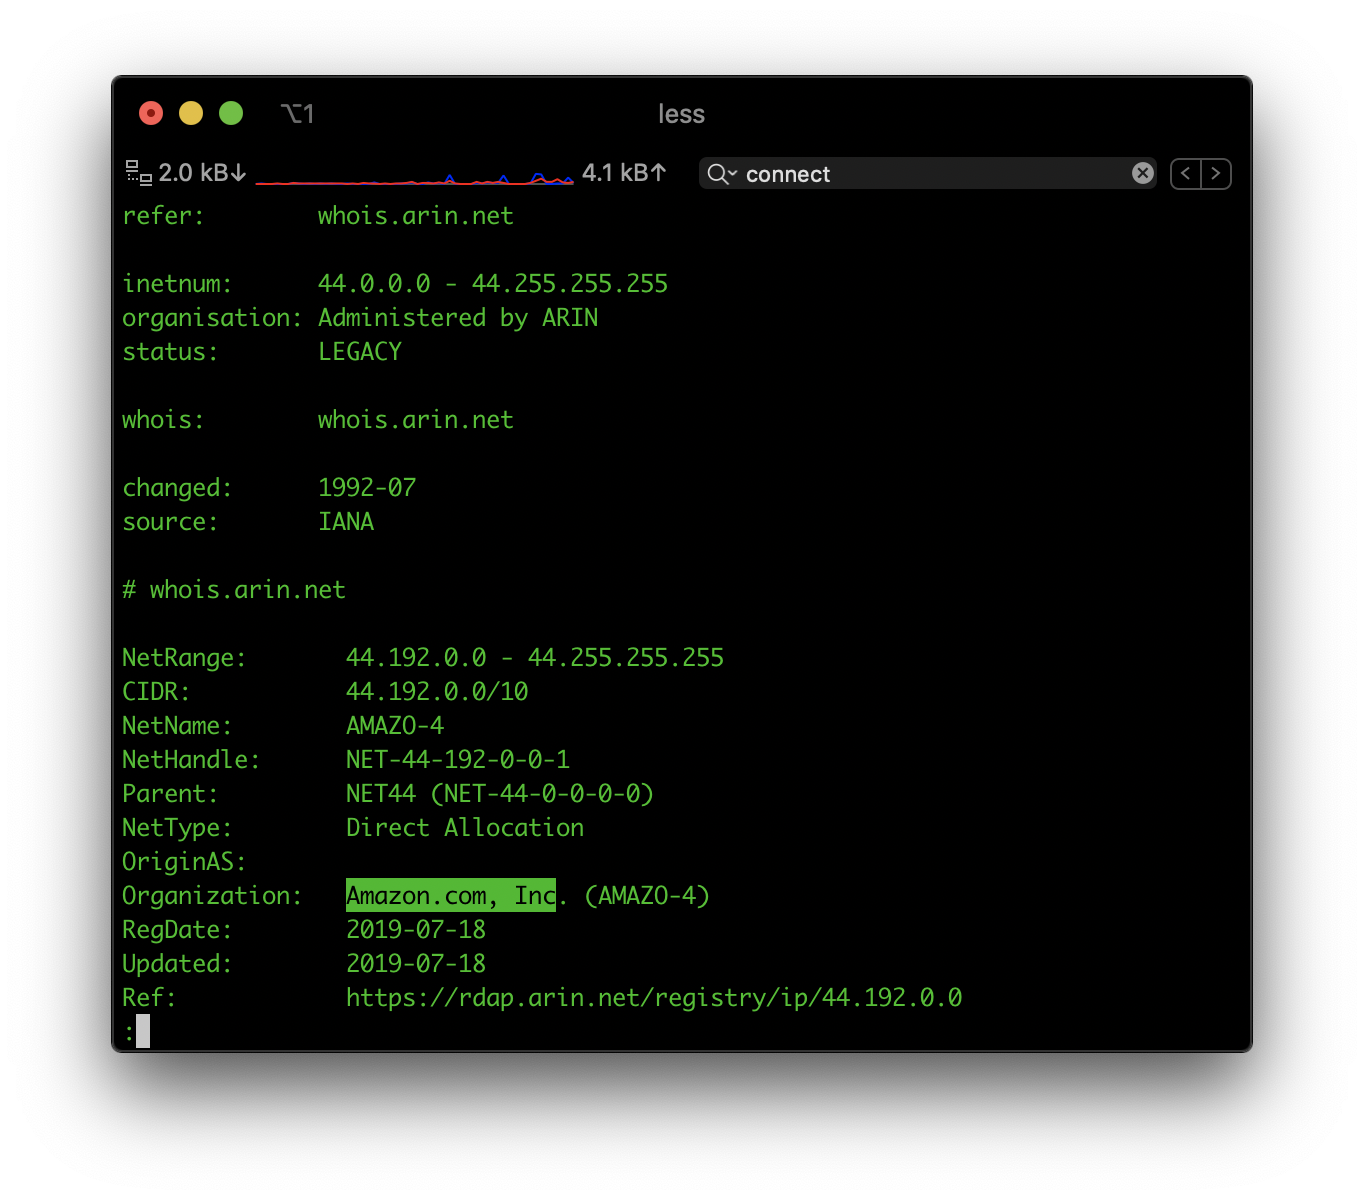 ⌥1 less
2.0 kB↓ 4.1 kB↑ connect
refer: whois.arin.net
inetnum: 44.0.0.0 - 44.255.255.255
organisation: Administered by ARIN
status: LEGACY
whois: whois.arin.net
changed: 1992-07
source: IANA
# whois.arin.net
NetRange: 44.192.0.0 - 44.255.255.255
CIDR: 44.192.0.0/10
NetName: AMAZO-4
NetHandle: NET-44-192-0-0-1
Parent: NET44 (NET-44-0-0-0-0)
NetType: Direct Allocation
OriginAS:
Organization: Amazon.com, Inc. (AMAZO-4)
RegDate: 2019-07-18
Updated: 2019-07-18
Ref: https://rdap.arin.net/registry/ip/44.192.0.0
: